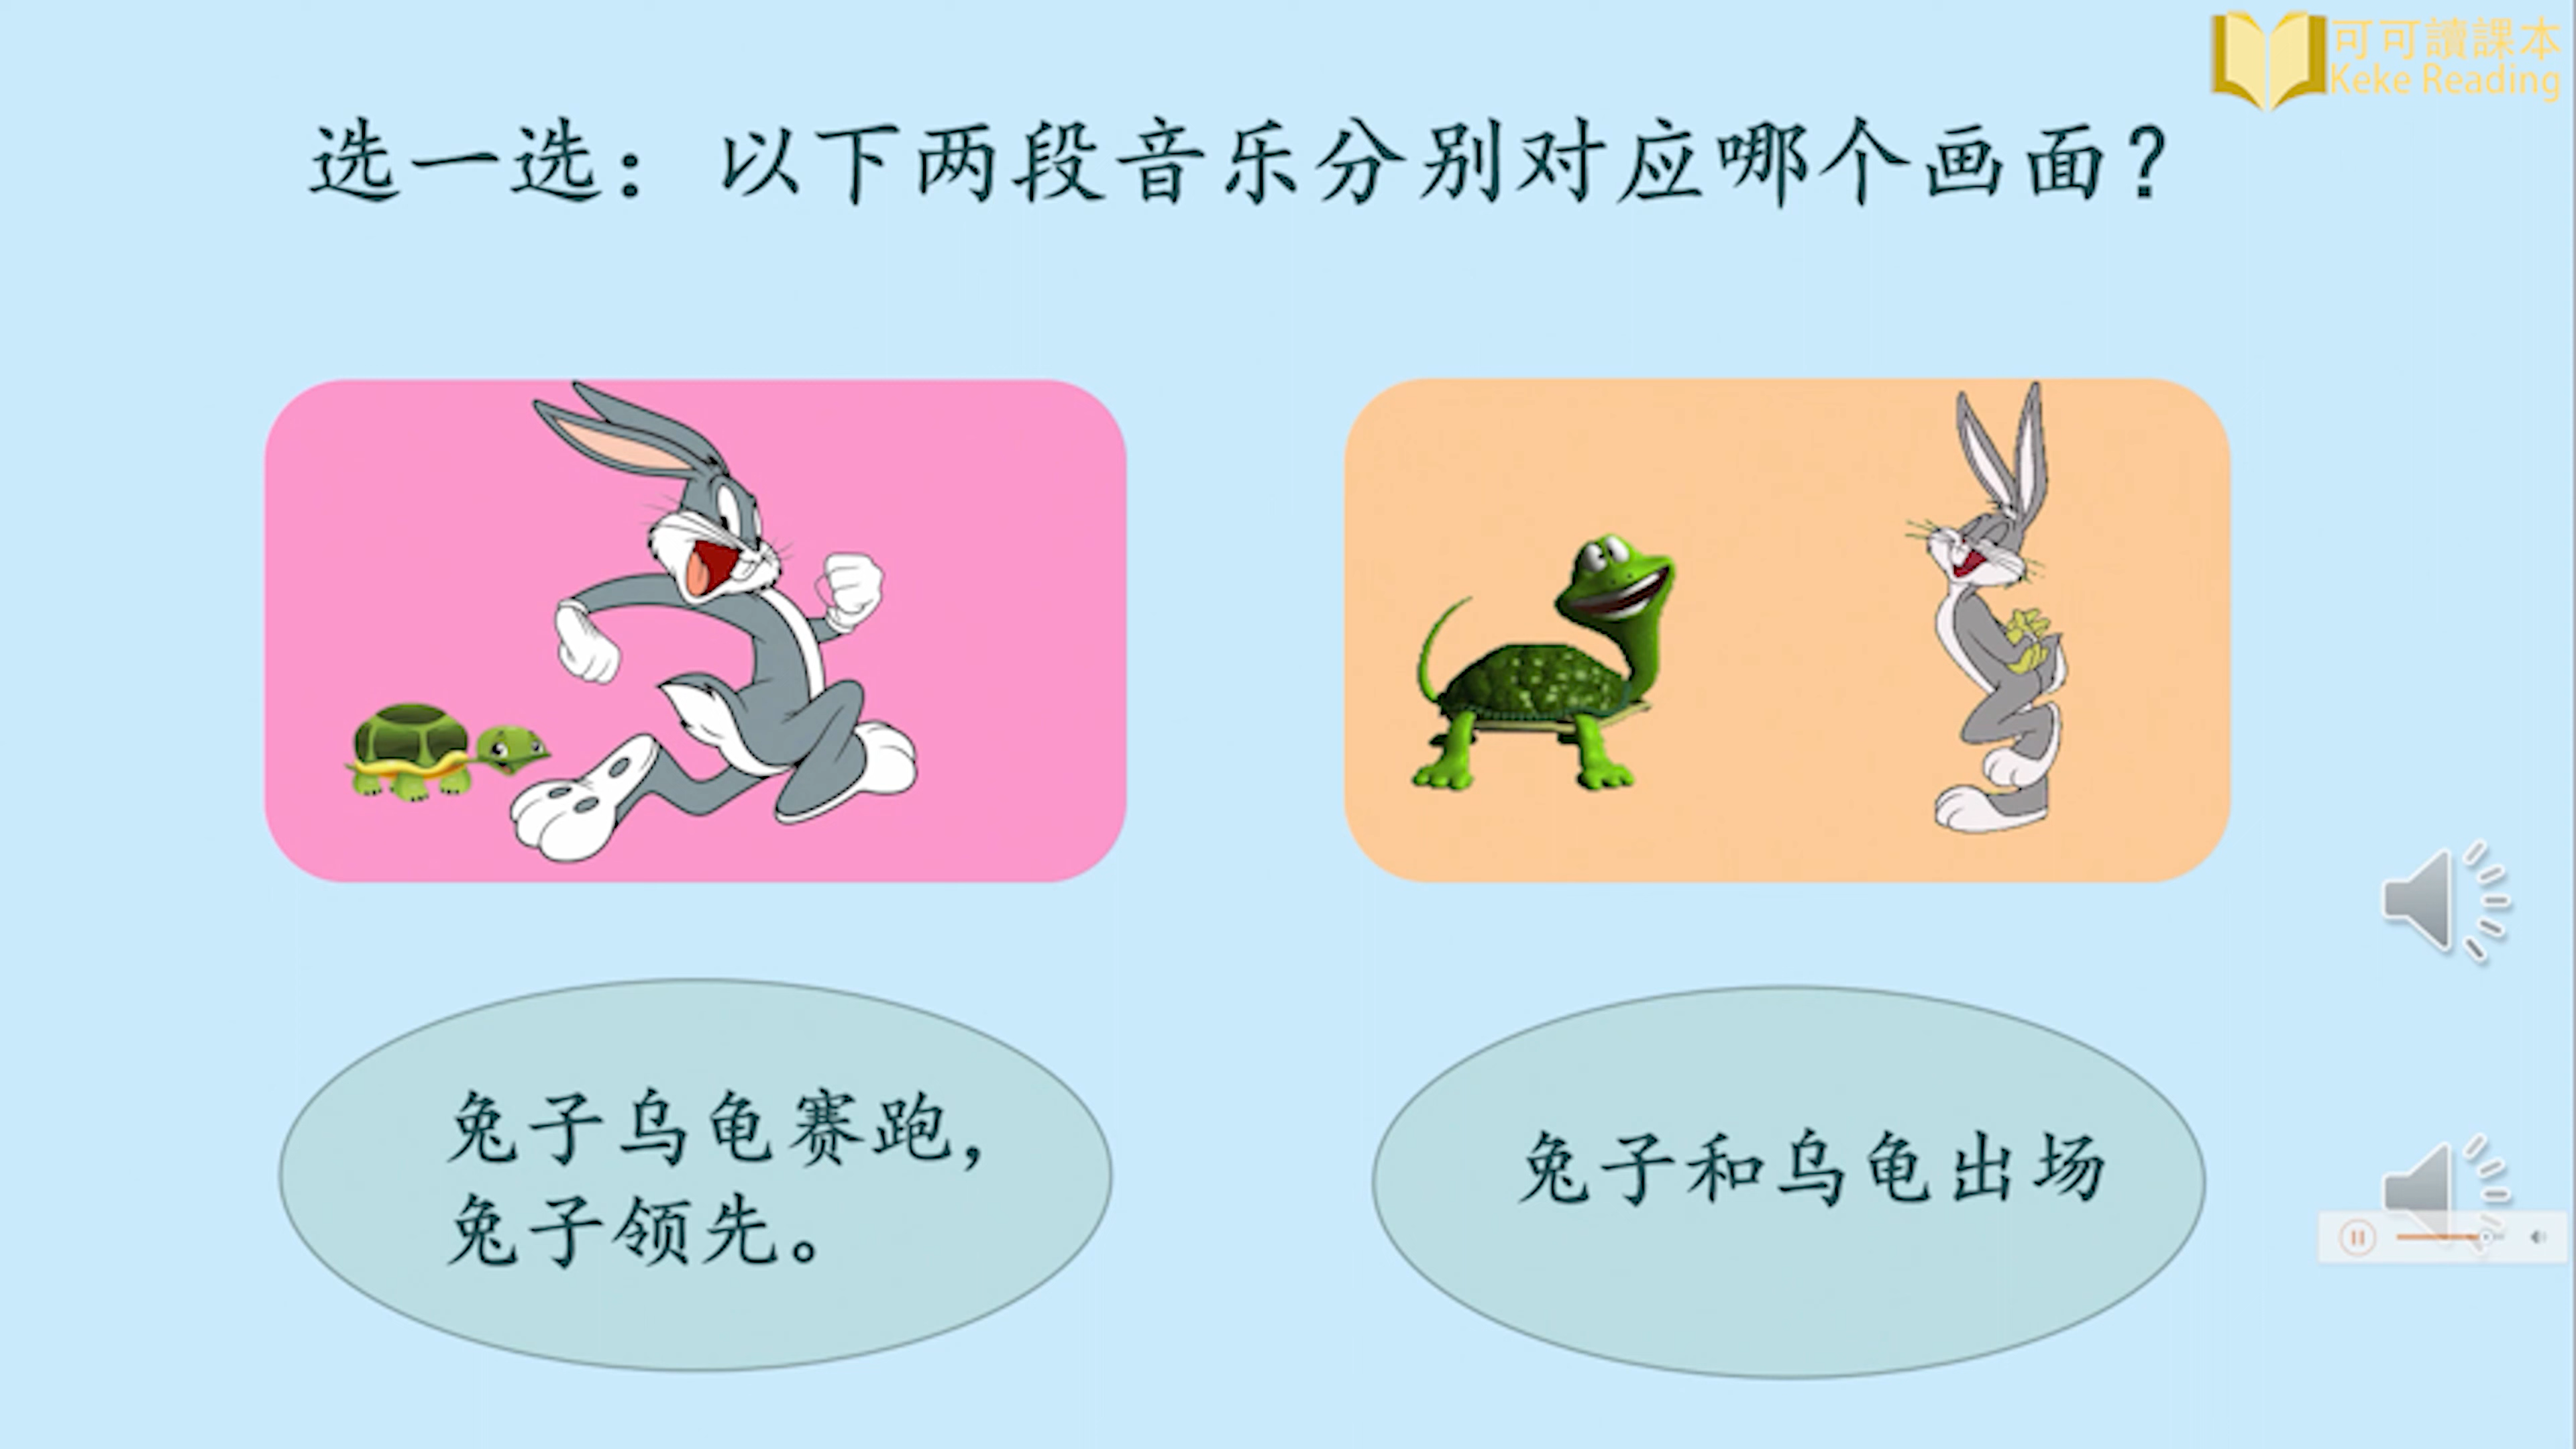 可可讀課本
Keke Reading
选一选：以下两段音乐分别对应哪个画面？
兔子乌龟赛跑，
兔子领先。
兔子和乌龟出场